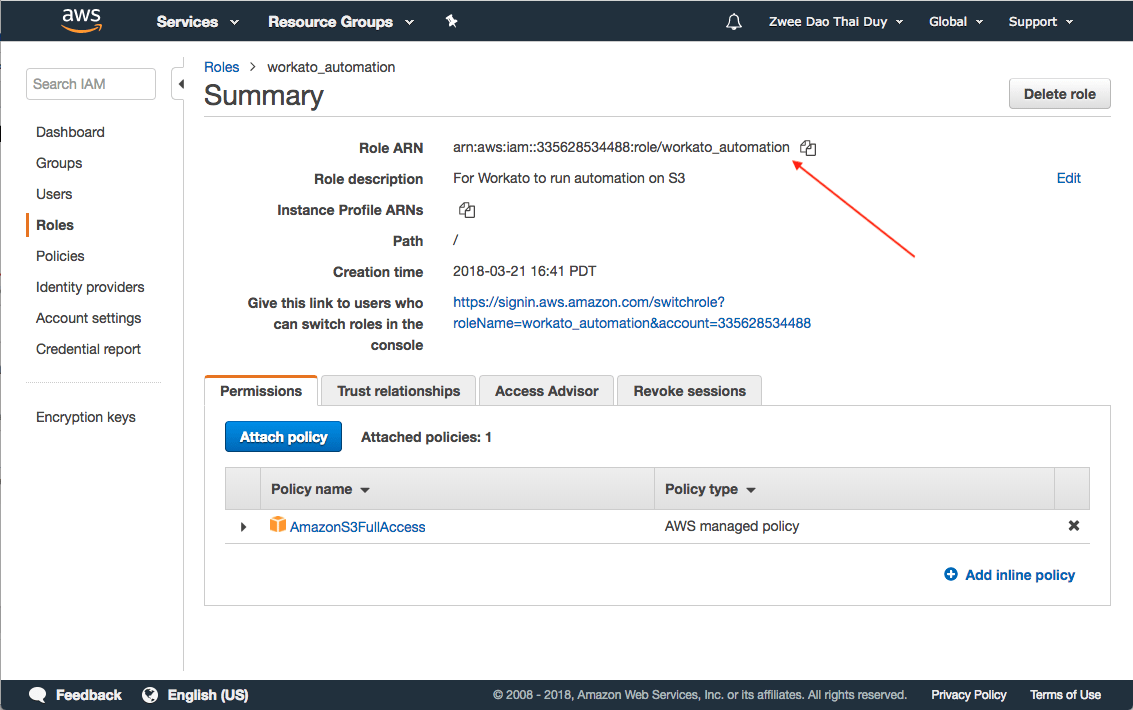 aws Services Resource Groups Zwee Dao Thai Duy Global Support
Search IAM
Dashboard
Groups
Users
Roles
Policies
Identity providers
Account settings
Credential report
Encryption keys
Roles > workato_automation
Summary
Delete role
Role ARN arn:aws:iam::335628534488:role/workato_automation
Role description For Workato to run automation on S3 Edit
Instance Profile ARNs
Path /
Creation time 2018-03-21 16:41 PDT
Give this link to users who https://signin.aws.amazon.com/switchrole?
can switch roles in the roleName=workato_automation&account=335628534488
console
Permissions Trust relationships Access Advisor Revoke sessions
Attach policy Attached policies: 1
Policy name Policy type
AmazonS3FullAccess AWS managed policy
Add inline policy
Feedback English (US) © 2008 - 2018, Amazon Web Services, Inc. or its affiliates. All rights reserved. Privacy Policy Terms of Use